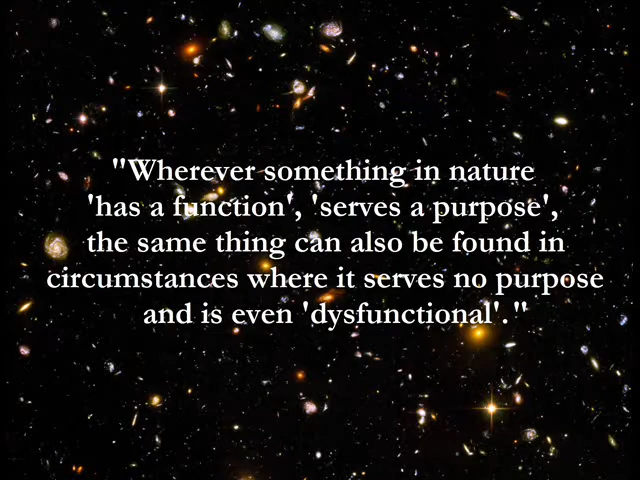 "Wherever something in nature
'has a function', 'serves a purpose',
the same thing can also be found in
circumstances where it serves no purpose
and is even 'dysfunctional'."